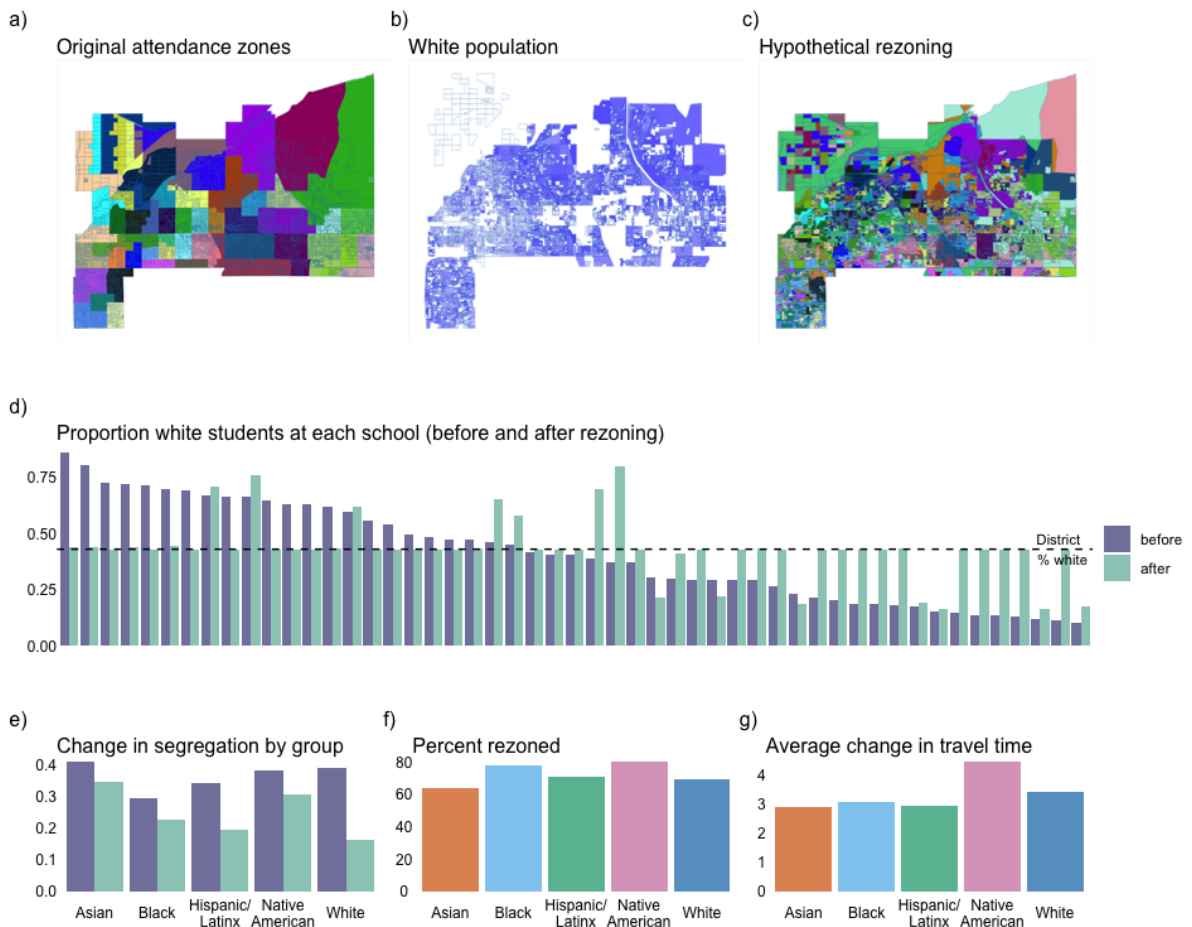 a)
Original attendance zones
b)
White population
c)
Hypothetical rezoning
d)
Proportion white students at each school (before and after rezoning)
0.75
0.50
0.25
0.00
District
% white
before
after
e)
Change in segregation by group
0.4
0.3
0.2
0.1
0.0
Asian
Black
Hispanic/
Latinx
Native
American
White
f)
Percent rezoned
80
60
40
20
0
Asian
Black
Hispanic/
Latinx
Native
American
White
g)
Average change in travel time
4
3
2
1
0
Asian
Black
Hispanic/
Latinx
Native
American
White